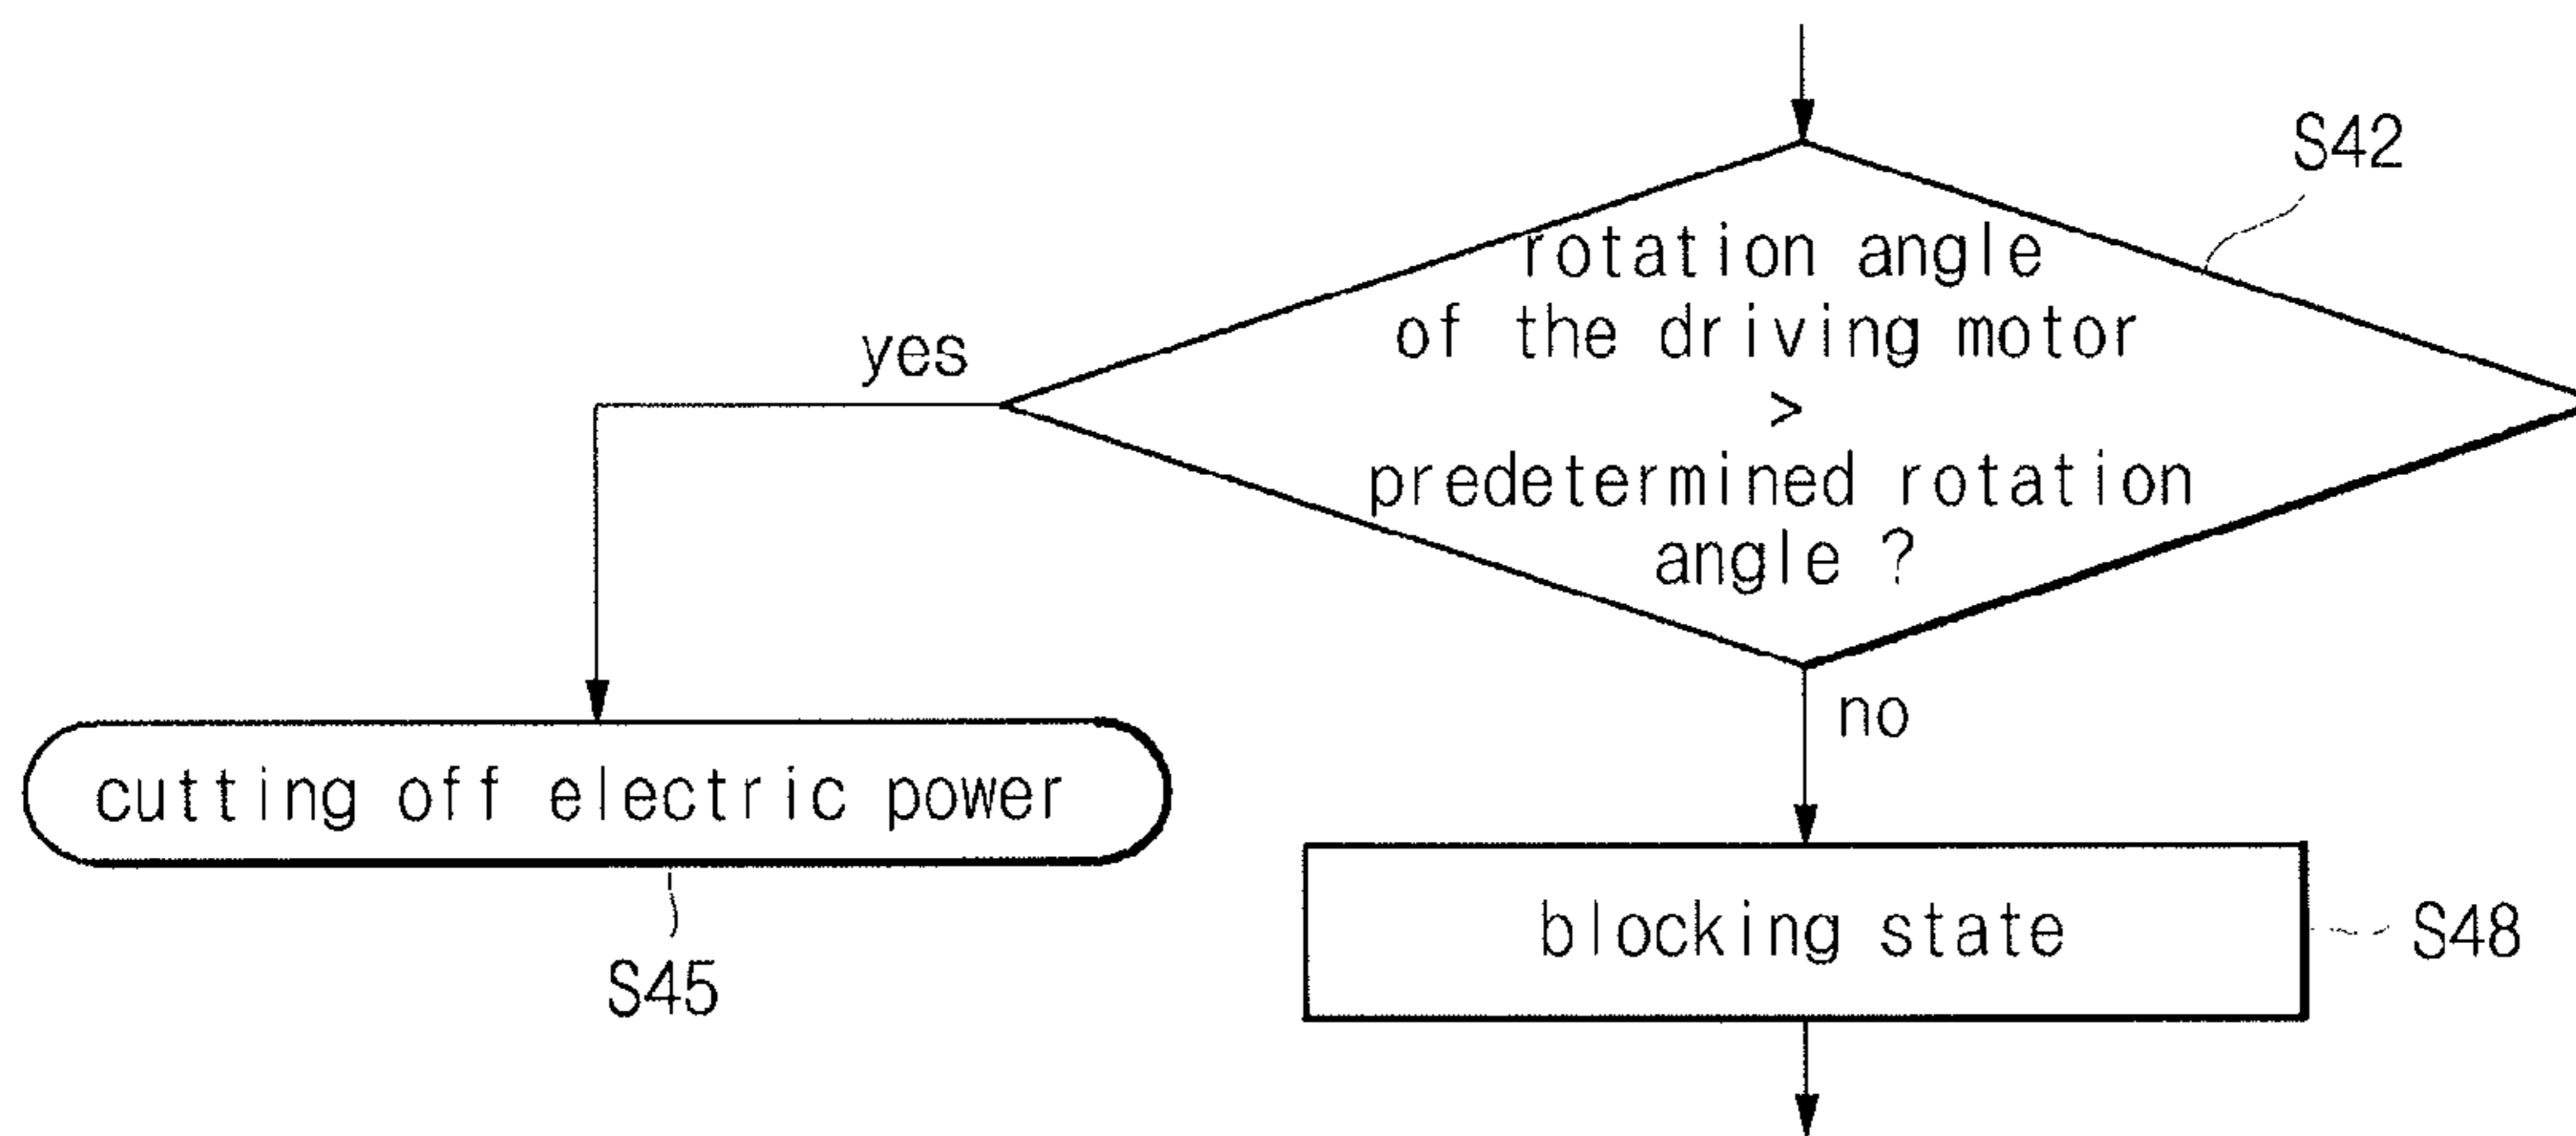 S42
rotation angle
of the driving motor
>
predetermined rotation
angle ?
yes
no
cutting off electric power
S45
blocking state
S48